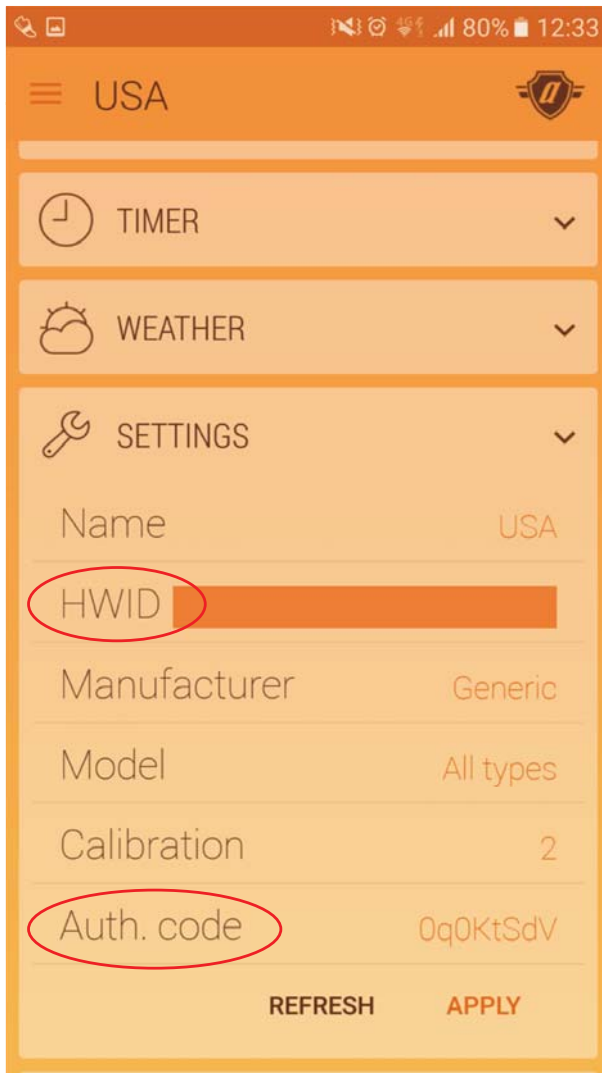 80% 12:33
USA
TIMER
WEATHER
SETTINGS
Name USA
HWID
Manufacturer Generic
Model All types
Calibration 2
Auth. code 0q0KtSdV
REFRESH APPLY